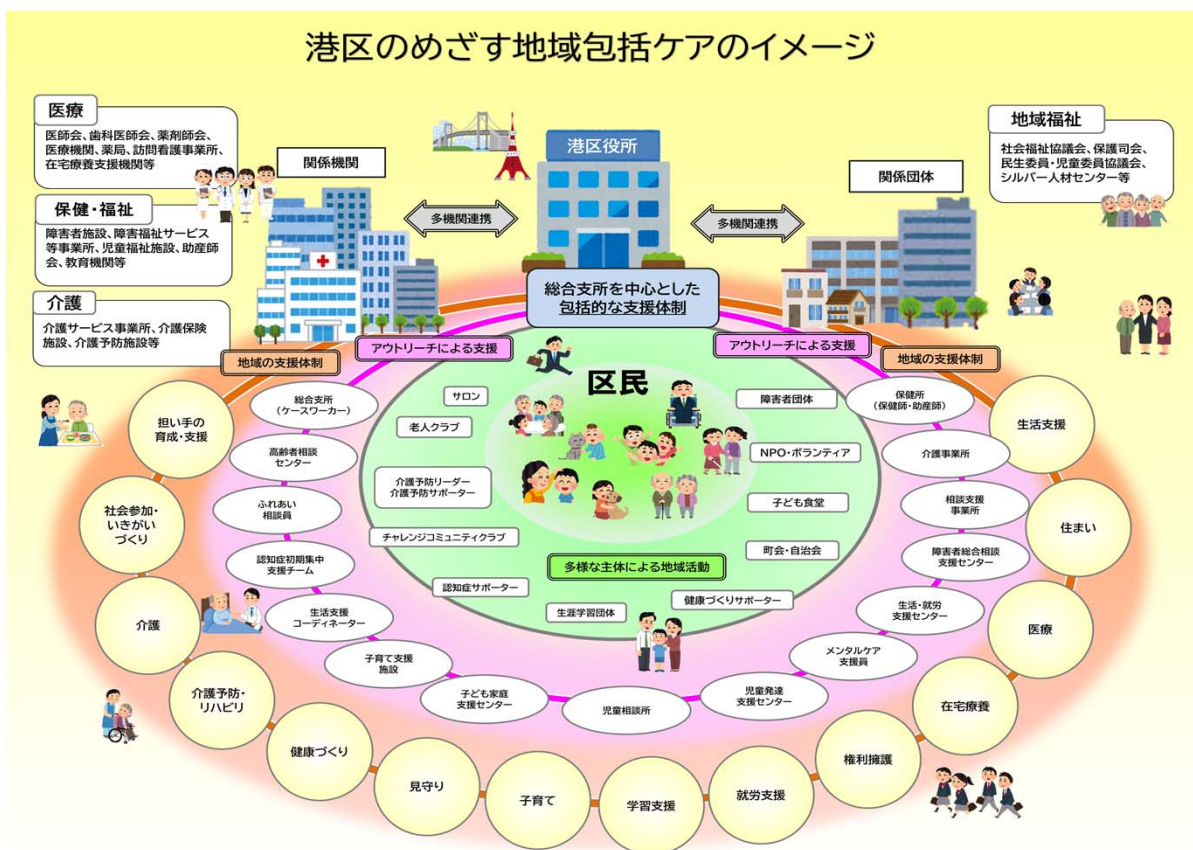 港区のめざす地域包括ケアのイメージ
医療
医師会、歯科医師会、薬剤師会、
医療機関、薬局、訪問看護事業所、
在宅療養支援機関等
保健・福祉
障害者施設、障害福祉サービス
等事業所、児童福祉施設、助産師
会、教育機関等
介護
介護サービス事業所、介護保険
施設、介護予防施設等
関係機関
多機関連携
港区役所
多機関連携
関係団体
地域福祉
社会福祉協議会、保護司会、
民生委員・児童委員協議会、
シルバー人材センター等
総合支所を中心とした
包括的な支援体制
地域の支援体制
アウトリーチによる支援
アウトリーチによる支援
地域の支援体制
区民
サロン
老人クラブ
介護予防リーダー
介護予防サポーター
チャレンジコミュニティクラブ
認知症サポーター
生涯学習団体
健康づくりサポーター
町会・自治会
子ども食堂
NPO・ボランティア
障害者団体
多様な主体による地域活動
総合支所
(ケースワーカー)
高齢者相談
センター
ふれあい
相談員
認知症初期集中
支援チーム
生活支援
コーディネーター
子育て支援
施設
子ども家庭
支援センター
児童相談所
児童発達
支援センター
メンタルケア
支援員
生活・就労
支援センター
障害者総合相談
支援センター
相談支援
事業所
介護事業所
保健所
(保健師・助産師)
担い手の
育成・支援
社会参加・
いきがい
づくり
介護
介護予防・
リハビリ
健康づくり
見守り
子育て
学習支援
就労支援
権利擁護
在宅療養
医療
住まい
生活支援